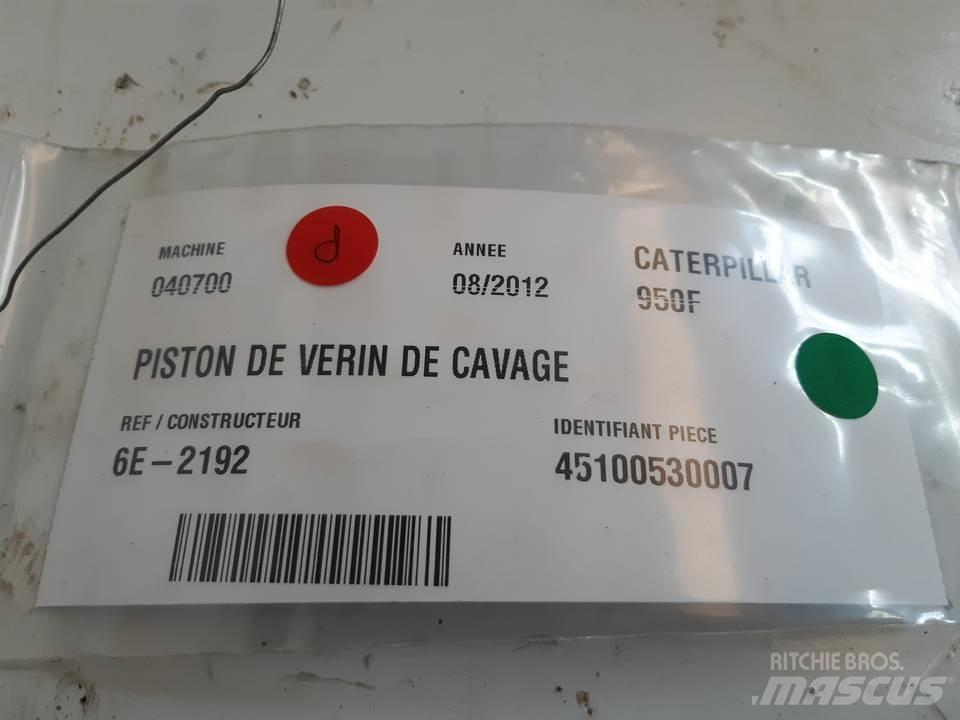 MACHINE
040700
d
ANNEE
08/2012
CATERPILLAR
950F
PISTON DE VERIN DE CAVAGE
REF / CONSTRUCTEUR
6E-2192
IDENTIFIANT PIECE
45100530007
RITCHIE BROS.
MASCUS